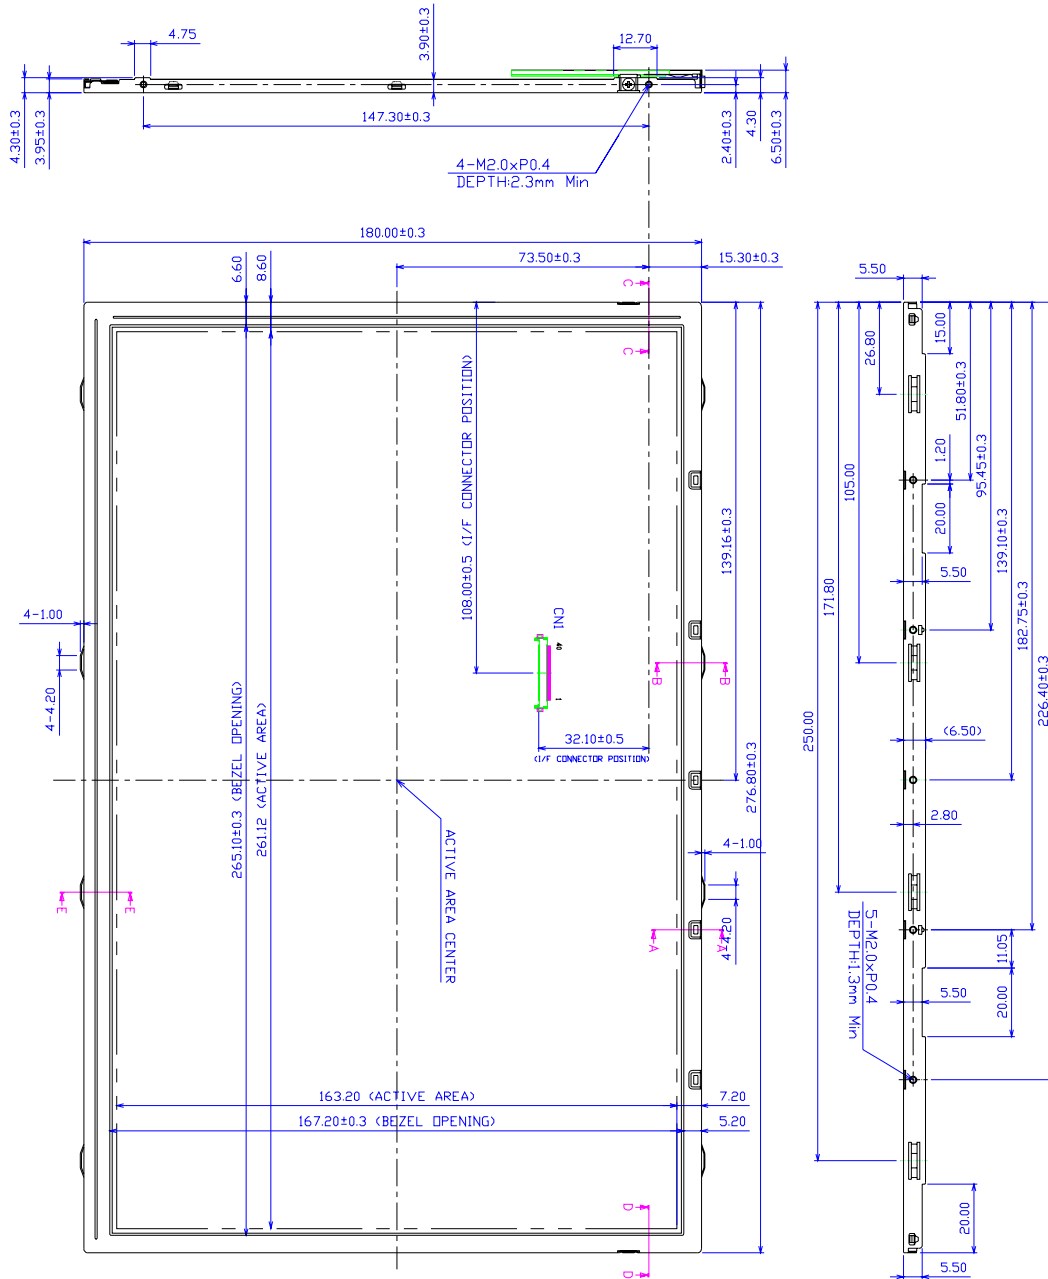 4.75
3.90±0.3
12.70
147.30±0.3
4.30±0.3
3.95±0.3
2.40±0.3
4.30
6.50±0.3
4-M2.0xP0.4
DEPTH:2.3mm Min
180.00±0.3
6.60
8.60
73.50±0.3
15.30±0.3
C
C
108.00±0.5 (I/F CONNECTOR POSITION)
139.16±0.3
276.80±0.3
CN1
40
1
B
B
32.10±0.5
(I/F CONNECTOR POSITION)
4-1.00
4-4.20
265.10±0.3 (BEZEL OPENING)
261.12 (ACTIVE AREA)
ACTIVE AREA CENTER
4-1.00
4-4.20
E
E
A
A
163.20 (ACTIVE AREA)
7.20
167.20±0.3 (BEZEL OPENING)
5.20
D
D
5.50
15.00
26.80
51.80±0.3
1.20
95.45±0.3
105.00
20.00
139.10±0.3
5.50
171.80
182.75±0.3
226.40±0.3
250.00
(6.50)
2.80
5-M2.0xP0.4
DEPTH:1.3mm Min
11.05
5.50
20.00
20.00
5.50